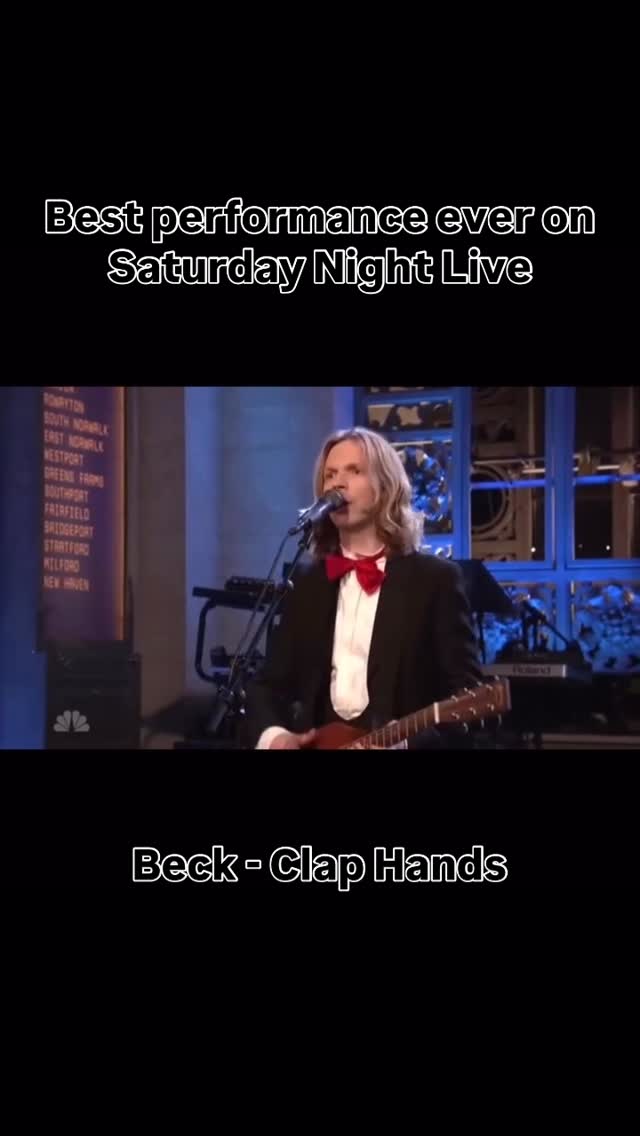 Best performance ever on
Saturday Night Live
ROWAYTON
SOUTH NORWALK
EAST NORWALK
WESTPORT
GREENS FARMS
SOUTHPORT
FAIRFIELD
BRIDGEPORT
STRATFORD
MILFORD
NEW HAVEN
Roland
Beck - Clap Hands